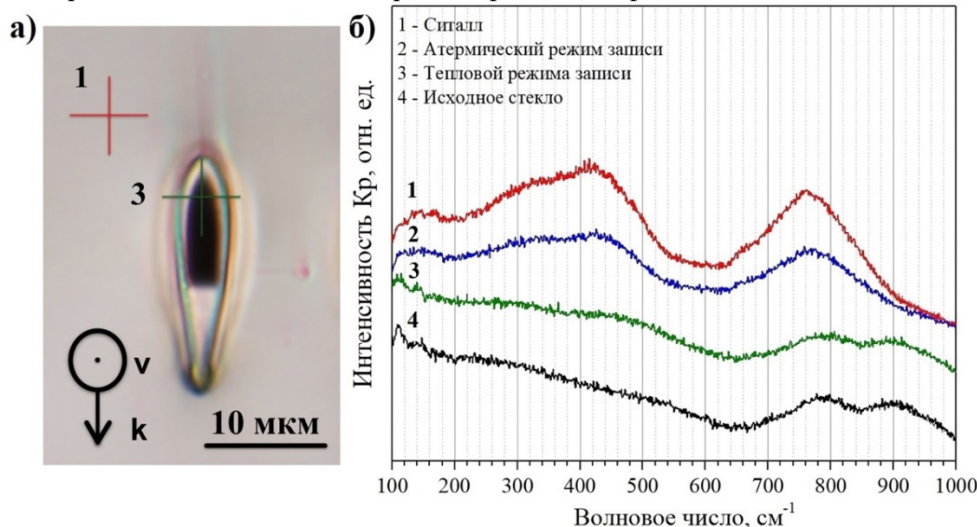 а)
1
3
v
k
10 мкм
б)
Интенсивность Кр, отн. ед.
1 - Ситалл
2 - Атермический режим записи
3 - Тепловой режима записи
4 - Исходное стекло
1
2
3
4
100 200 300 400 500 600 700 800 900 1000
Волновое число, см⁻¹